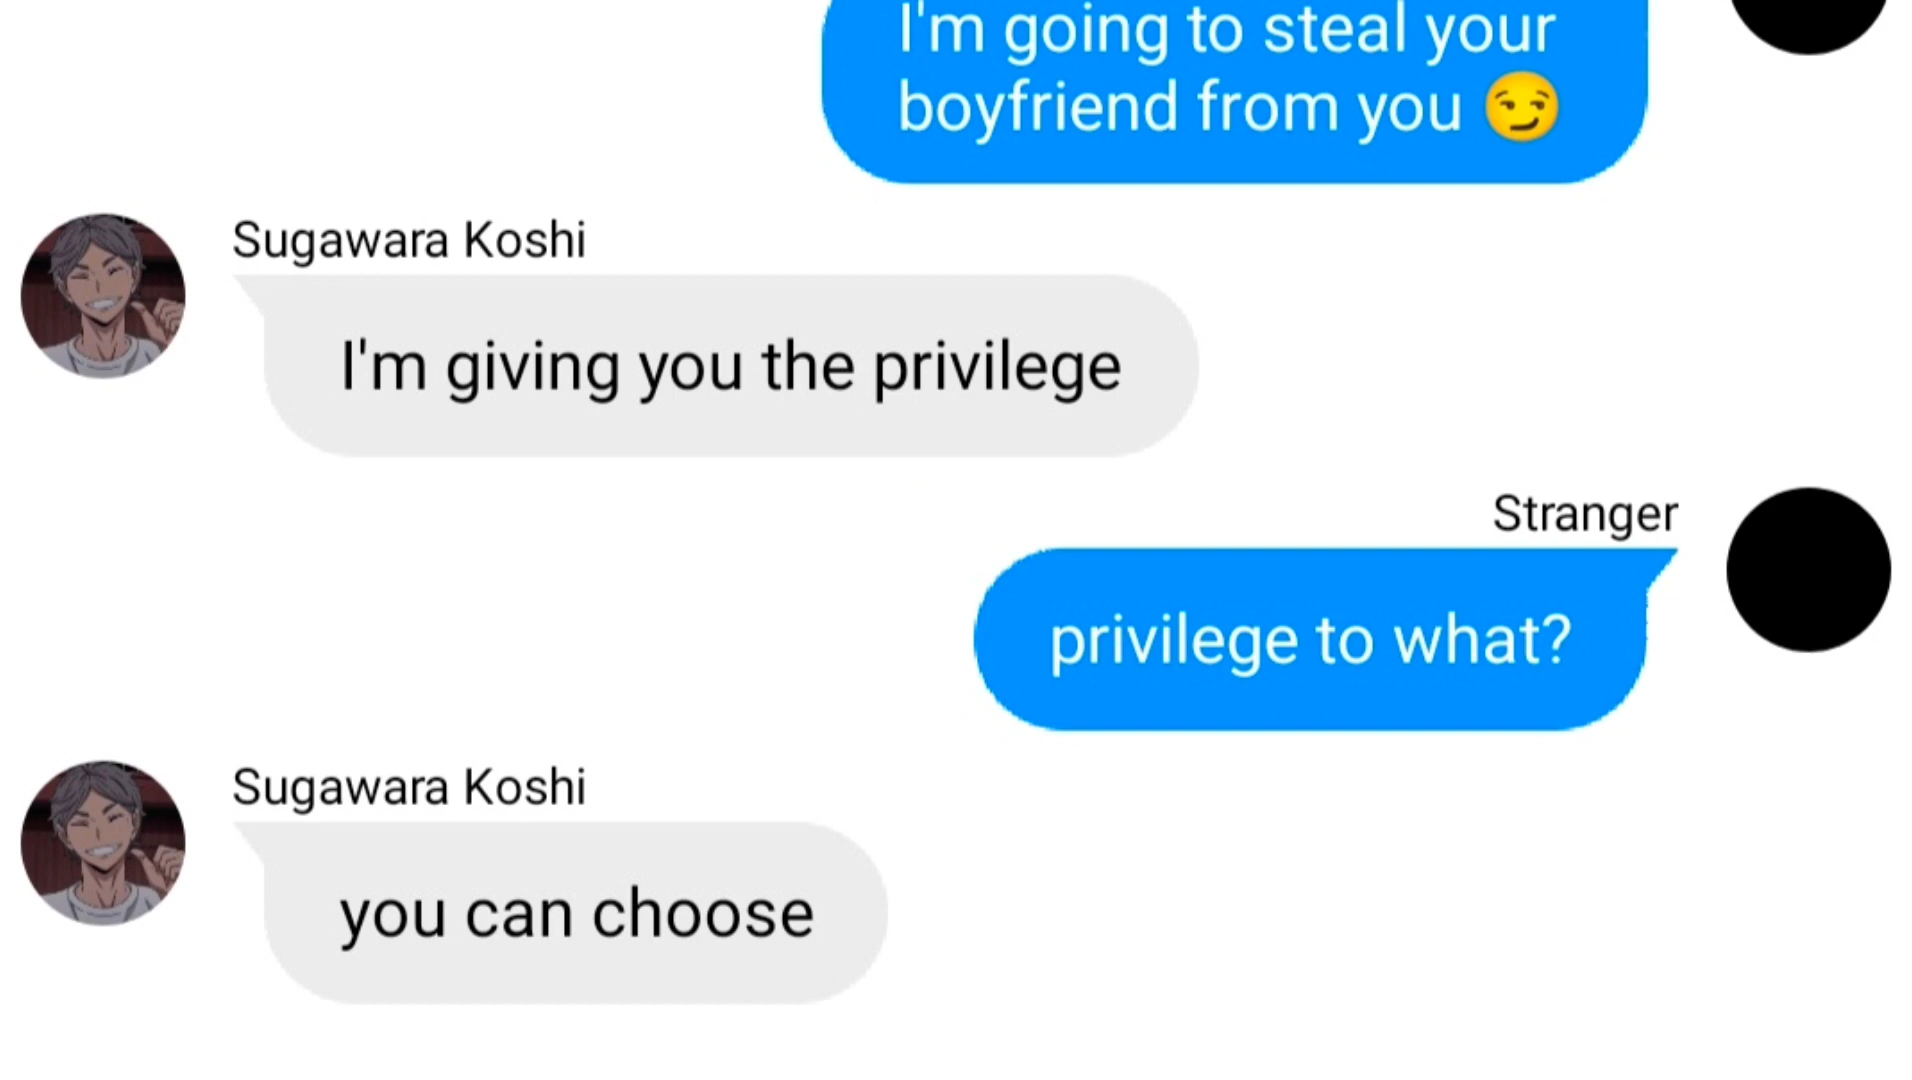 I'm going to steal your
boyfriend from you 😏
Sugawara Koshi
I'm giving you the privilege
Stranger
privilege to what?
Sugawara Koshi
you can choose